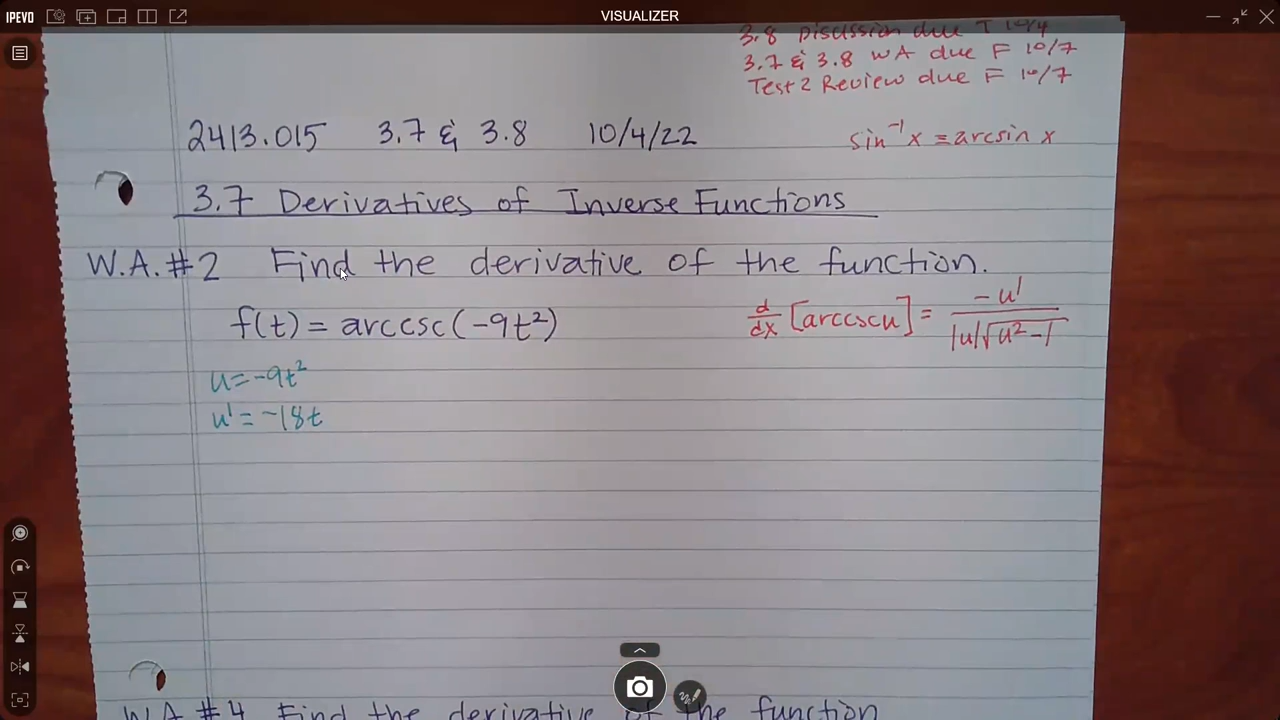 IPEVO
VISUALIZER
3.8 Discussion due T 10/4
3.7 & 3.8 WA due F 10/7
Test 2 Review due F 10/7
2413.015 3.7 & 3.8 10/4/22
sin⁻¹x = arcsin x
3.7 Derivatives of Inverse Functions
W.A.#2 Find the derivative of the function.
f(t) = arccsc(-9t²)
d/dx [arccscu] = -u' / |u|√u²-1
u=-9t²
u' = -18t
W.A #4 Find the derivative of the function